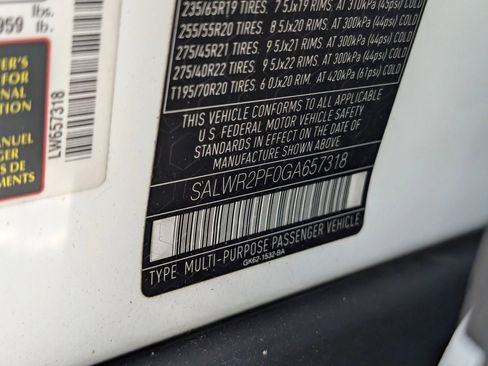 959 lbs.
lb.
LW657318
235/65R19 TIRES. 7 5Jx19 RIMS. AT 310kPa (45psi) COLD
255/55R20 TIRES. 8 5Jx20 RIMS. AT 300kPa (44psi) COLD
275/45R21 TIRES. 9 5Jx21 RIMS. AT 300kPa (44psi) COLD
275/40R22 TIRES. 9 5Jx22 RIMS. AT 300kPa (44psi) COLD
T195/70R20 TIRES. 6 0Jx20 RIM. AT 420kPa (61psi) COLD
THIS VEHICLE CONFORMS TO ALL APPLICABLE
U S FEDERAL MOTOR VEHICLE SAFETY
STANDARDS IN EFFECT ON THE DATE OF
MANUFACTURE SHOWN ABOVE
SALWR2PF0GA657318
TYPE MULTI-PURPOSE PASSENGER VEHICLE
GK62-1532-BA